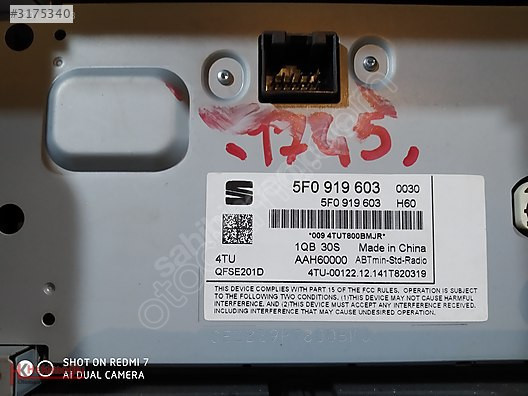 #3175340
.1745.
5F0 919 603 0030
5F0 919 603 H60
*009 4TUT600BMJR*
1QB 30S Made in China
4TU AAH60000 ABTmin-Std-Radio
QFSE201D 4TU-00122.12.141T820319
THIS DEVICE COMPLIES WITH PART 15 OF THE FCC RULES. OPERATION IS SUBJECT
TO THE FOLLOWING TWO CONDITIONS. (1)THIS DEVICE MAY NOT CAUSE HARMFUL
INTERFERENCE, AND (2)THIS DEVICE MUST ACCEPT ANY INTERFERENCE RECEIVED,
INCLUDING INTERFERENCE THAT MAY CAUSE UNDESIRED OPERATION.
SHOT ON REDMI 7
AI DUAL CAMERA